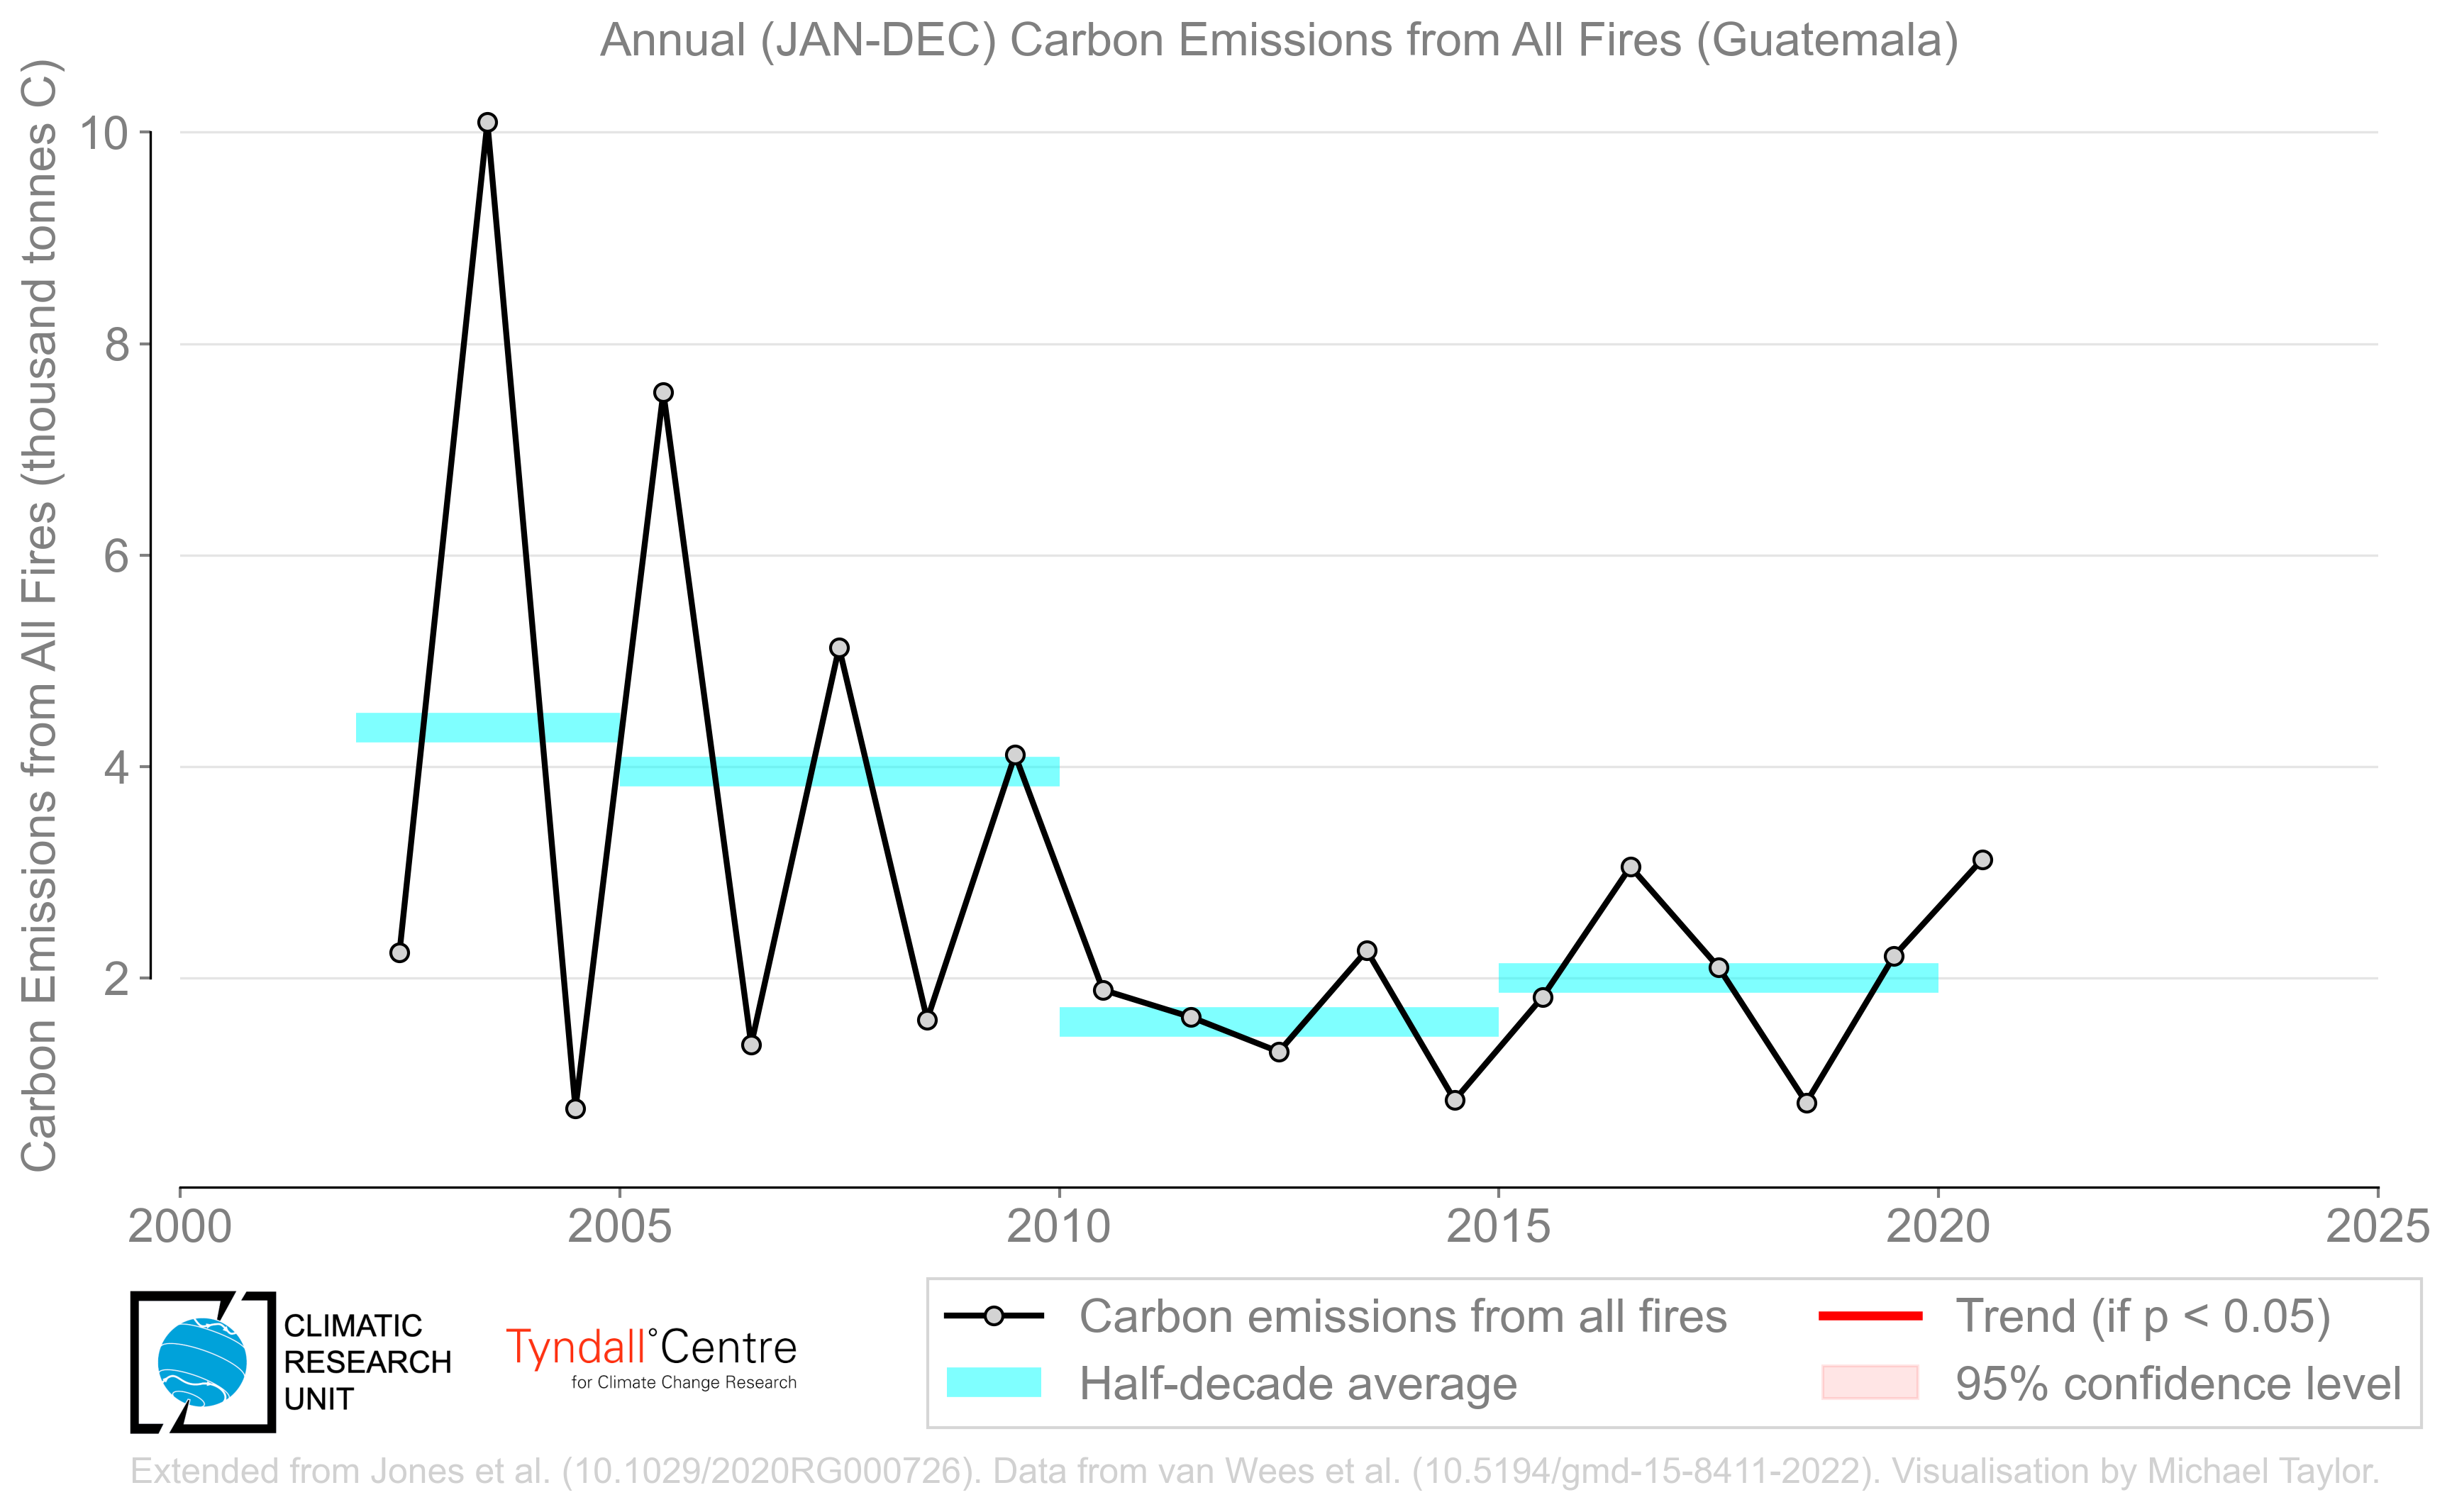 Annual (JAN-DEC) Carbon Emissions from All Fires (Guatemala)
Carbon Emissions from All Fires (thousand tonnes C)
10
8
6
4
2
2000 2005 2010 2015 2020 2025
CLIMATIC
RESEARCH
UNIT
Tyndall°Centre
for Climate Change Research
Carbon emissions from all fires
Half-decade average
Trend (if p < 0.05)
95% confidence level
Extended from Jones et al. (10.1029/2020RG000726). Data from van Wees et al. (10.5194/gmd-15-8411-2022). Visualisation by Michael Taylor.